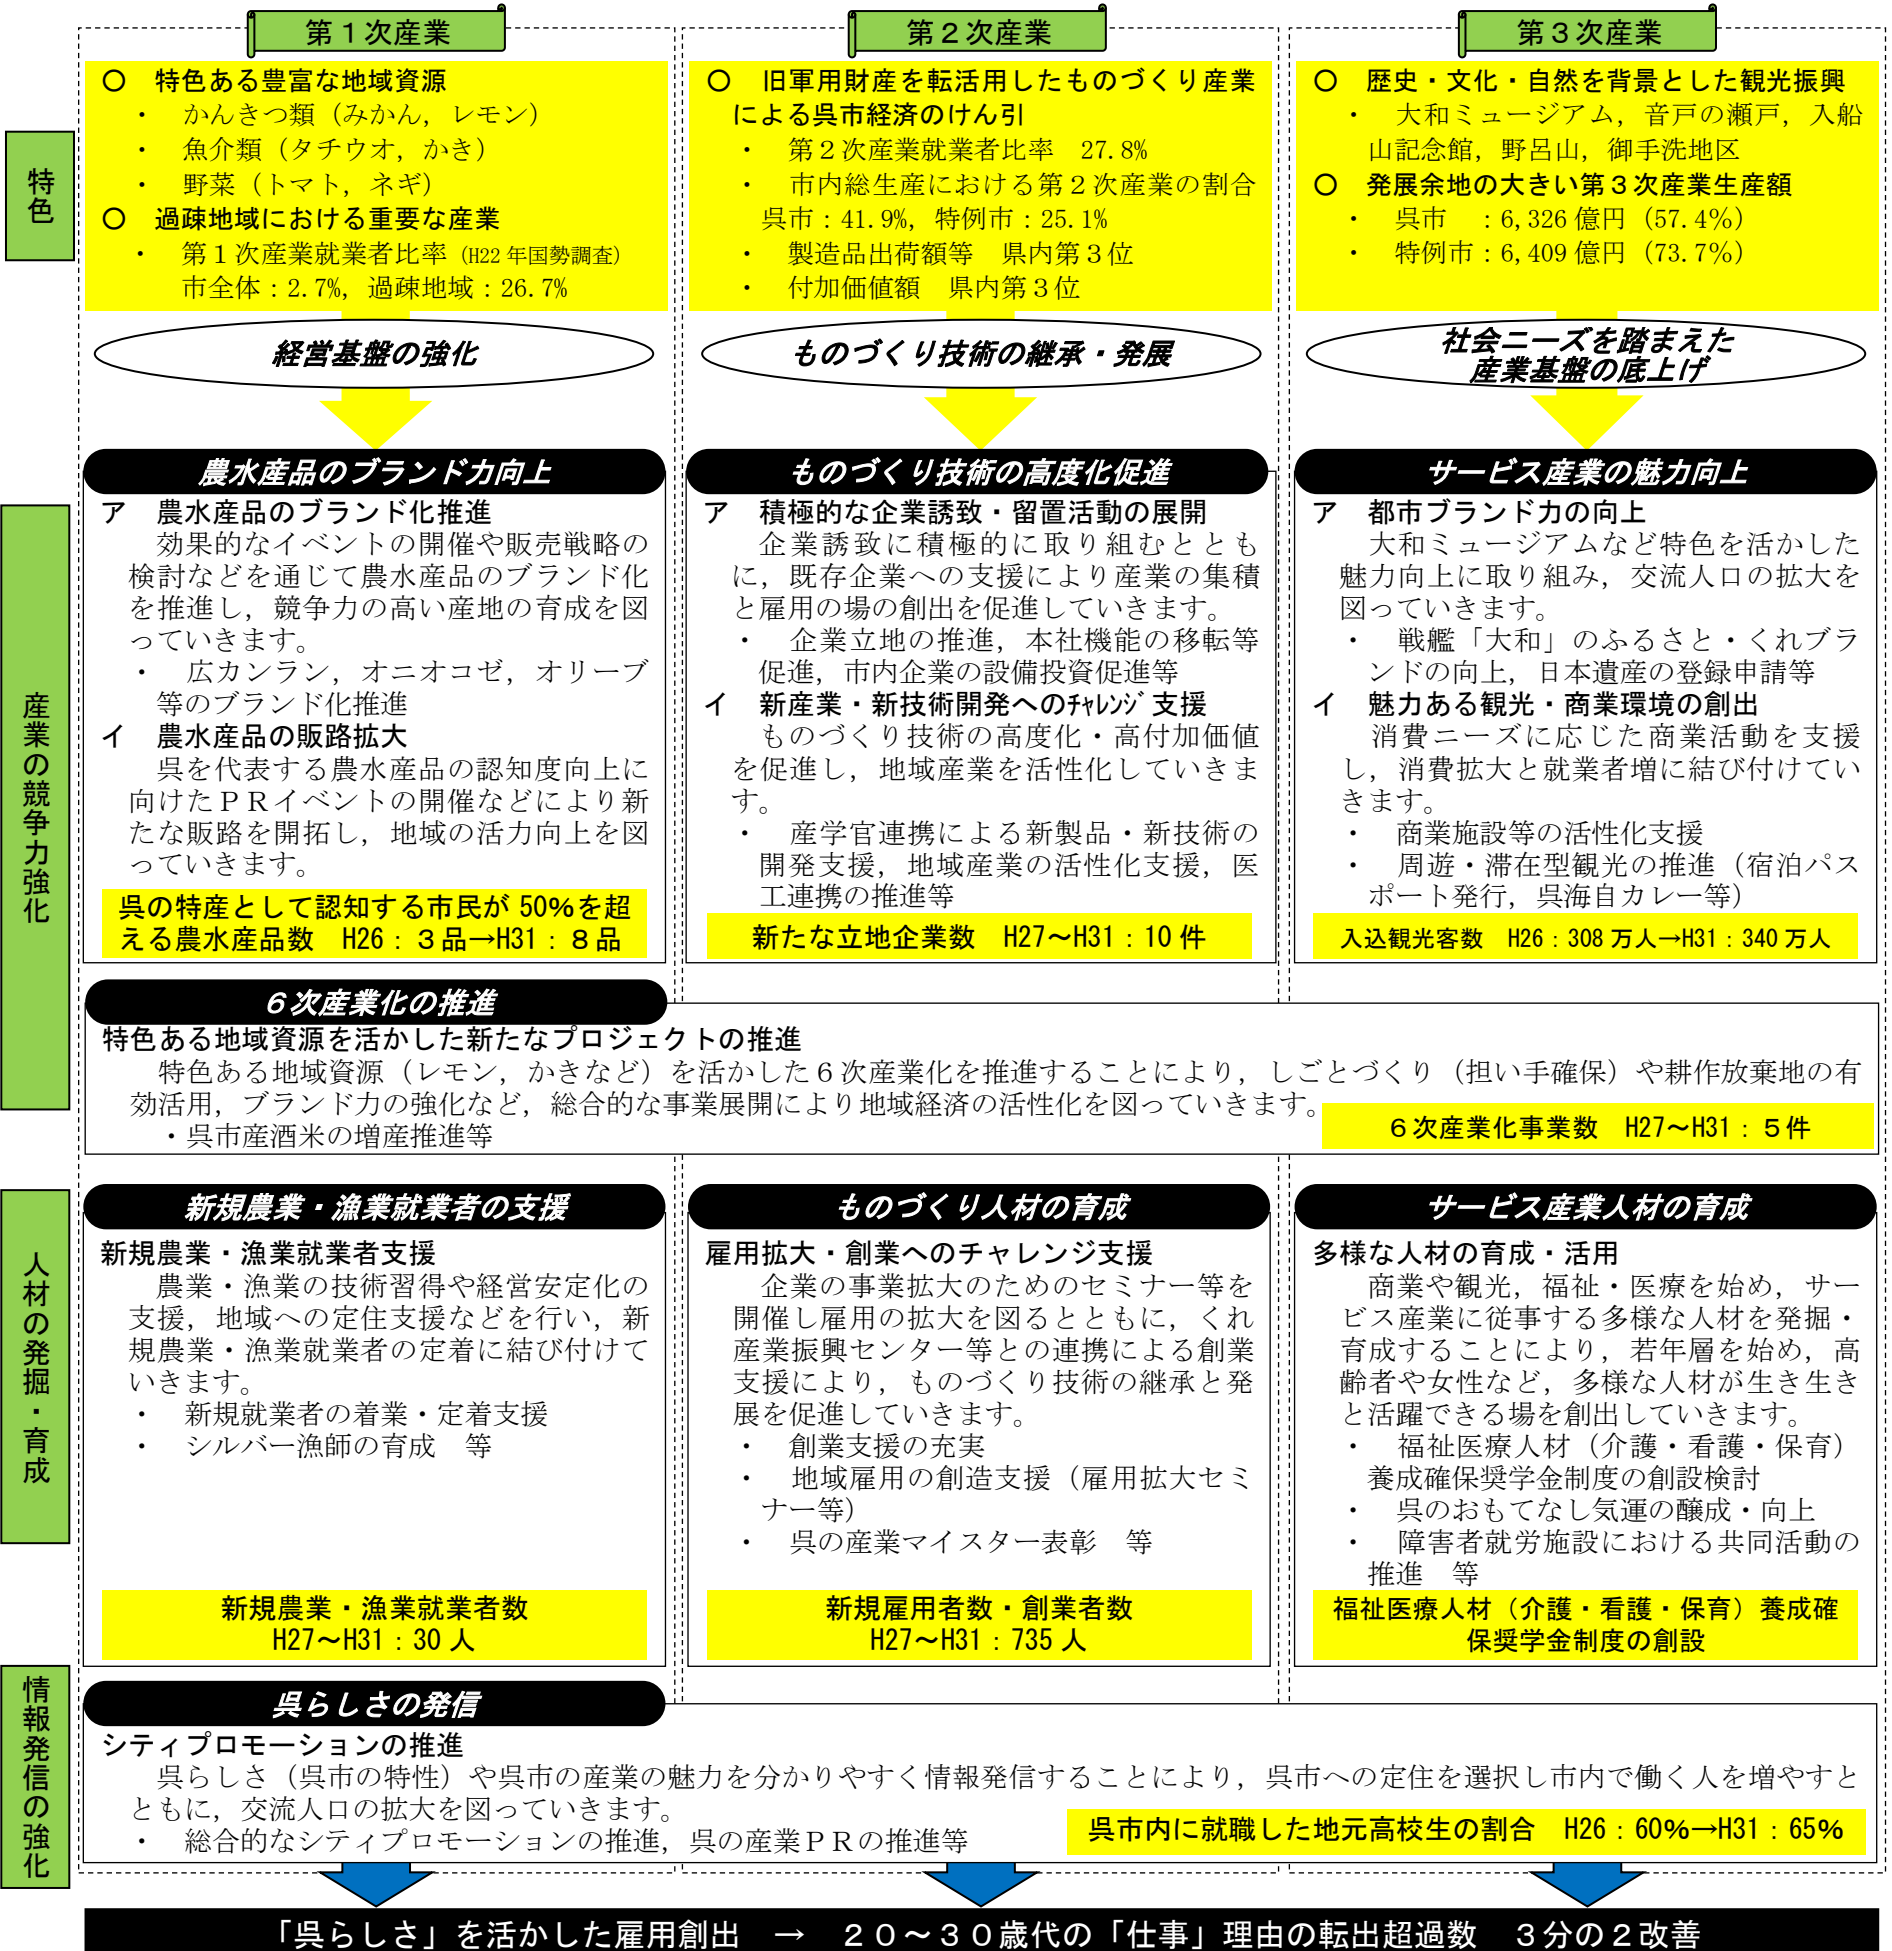 第１次産業
第２次産業
第３次産業
特色
○　特色ある豊富な地域資源
・　かんきつ類（みかん，レモン）
・　魚介類（タチウオ，かき）
・　野菜（トマト，ネギ）
○　過疎地域における重要な産業
・　第１次産業就業者比率（H22 年国勢調査）
市全体：2.7%，過疎地域：26.7%
○　旧軍用財産を転活用したものづくり産業
による呉市経済のけん引
・　第２次産業就業者比率　27.8%
・　市内総生産における第２次産業の割合
呉市：41.9%，特例市：25.1%
・　製造品出荷額等　県内第３位
・　付加価値額　県内第３位
○　歴史・文化・自然を背景とした観光振興
・　大和ミュージアム，音戸の瀬戸，入船
山記念館，野呂山，御手洗地区
○　発展余地の大きい第３次産業生産額
・　呉市　：6,326 億円（57.4％）
・　特例市：6,409 億円（73.7％）
経営基盤の強化
ものづくり技術の継承・発展
社会ニーズを踏まえた
産業基盤の底上げ
産業の競争力強化
農水産品のブランド力向上
ア　農水産品のブランド化推進
効果的なイベントの開催や販売戦略の
検討などを通じて農水産品のブランド化
を推進し，競争力の高い産地の育成を図
っていきます。
・　広カンラン，オニオコゼ，オリーブ
等のブランド化推進
イ　農水産品の販路拡大
呉を代表する農水産品の認知度向上に
向けたＰＲイベントの開催などにより新
たな販路を開拓し，地域の活力向上を図
っていきます。
呉の特産として認知する市民が 50%を超
える農水産品数　H26：３品→H31：８品
ものづくり技術の高度化促進
ア　積極的な企業誘致・留置活動の展開
企業誘致に積極的に取り組むととも
に，既存企業への支援により産業の集積
と雇用の場の創出を促進していきます。
・　企業立地の推進，本社機能の移転等
促進，市内企業の設備投資促進等
イ　新産業・新技術開発へのﾁｬﾚﾝｼﾞ支援
ものづくり技術の高度化・高付加価値
を促進し，地域産業を活性化していきま
す。
・　産学官連携による新製品・新技術の
開発支援，地域産業の活性化支援，医
工連携の推進等
新たな立地企業数　H27～H31：10 件
サービス産業の魅力向上
ア　都市ブランド力の向上
大和ミュージアムなど特色を活かした
魅力向上に取り組み，交流人口の拡大を
図っていきます。
・　戦艦「大和」のふるさと・くれブラ
ンドの向上，日本遺産の登録申請等
イ　魅力ある観光・商業環境の創出
消費ニーズに応じた商業活動を支援
し，消費拡大と就業者増に結び付けてい
きます。
・　商業施設等の活性化支援
・　周遊・滞在型観光の推進（宿泊パス
ポート発行，呉海自カレー等）
入込観光客数　H26：308 万人→H31：340 万人
６次産業化の推進
特色ある地域資源を活かした新たなプロジェクトの推進
特色ある地域資源（レモン，かきなど）を活かした６次産業化を推進することにより，しごとづくり（担い手確保）や耕作放棄地の有
効活用，ブランド力の強化など，総合的な事業展開により地域経済の活性化を図っていきます。
・呉市産酒米の増産推進等
６次産業化事業数　H27～H31：５件
人材の発掘・育成
新規農業・漁業就業者の支援
新規農業・漁業就業者支援
農業・漁業の技術習得や経営安定化の
支援，地域への定住支援などを行い，新
規農業・漁業就業者の定着に結び付けて
いきます。
・　新規就業者の着業・定着支援
・　シルバー漁師の育成　等
新規農業・漁業就業者数
H27～H31：30 人
ものづくり人材の育成
雇用拡大・創業へのチャレンジ支援
企業の事業拡大のためのセミナー等を
開催し雇用の拡大を図るとともに，くれ
産業振興センター等との連携による創業
支援により，ものづくり技術の継承と発
展を促進していきます。
・　創業支援の充実
・　地域雇用の創造支援（雇用拡大セミ
ナー等）
・　呉の産業マイスター表彰　等
新規雇用者数・創業者数
H27～H31：735 人
サービス産業人材の育成
多様な人材の育成・活用
商業や観光，福祉・医療を始め，サー
ビス産業に従事する多様な人材を発掘・
育成することにより，若年層を始め，高
齢者や女性など，多様な人材が生き生き
と活躍できる場を創出していきます。
・　福祉医療人材（介護・看護・保育）
養成確保奨学金制度の創設検討
・　呉のおもてなし気運の醸成・向上
・　障害者就労施設における共同活動の
推進　等
福祉医療人材（介護・看護・保育）養成確
保奨学金制度の創設
情報発信の強化
呉らしさの発信
シティプロモーションの推進
呉らしさ（呉市の特性）や呉市の産業の魅力を分かりやすく情報発信することにより，呉市への定住を選択し市内で働く人を増やすと
ともに，交流人口の拡大を図っていきます。
・　総合的なシティプロモーションの推進，呉の産業ＰＲの推進等
呉市内に就職した地元高校生の割合　H26：60%→H31：65%
「呉らしさ」を活かした雇用創出　→　２０～３０歳代の「仕事」理由の転出超過数　３分の２改善